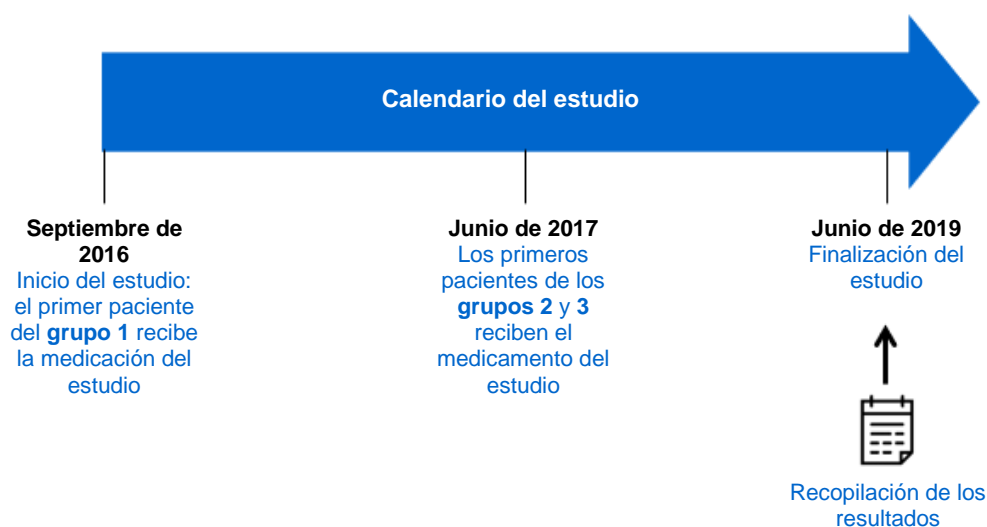 Calendario del estudio
Septiembre de
2016
Inicio del estudio:
el primer paciente
del grupo 1 recibe
la medicación del
estudio
Junio de 2017
Los primeros
pacientes de los
grupos 2 y 3
reciben el
medicamento del
estudio
Junio de 2019
Finalización del
estudio
Recopilación de los
resultados